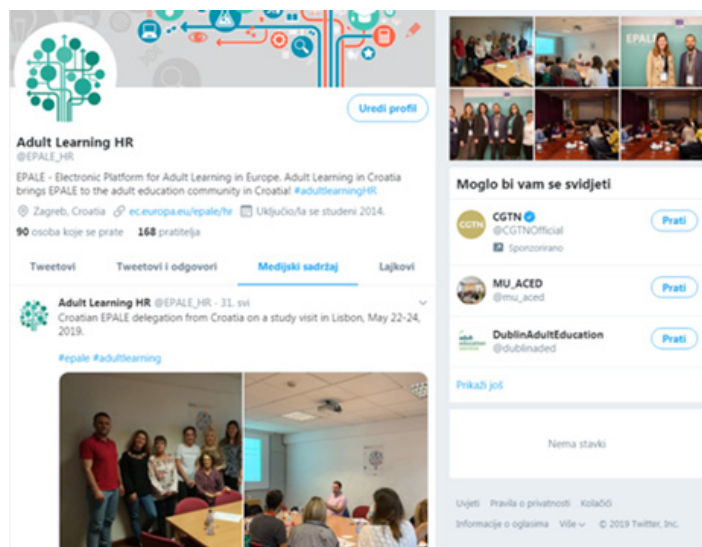 Uredi profil
Adult Learning HR
@EPALE_HR
EPALE - Electronic Platform for Adult Learning in Europe. Adult Learning in Croatia
brings EPALE to the adult education community in Croatia! #adultlearningHR
Zagreb, Croatia ec.europa.eu/epale/hr Uključio/la se studeni 2014.
90 osoba koje se prate 168 pratitelja
Tweetovi Tweetovi i odgovori Medijski sadržaj Lajkovi
Adult Learning HR @EPALE_HR - 31. svi
Croatian EPALE delegation from Croatia on a study visit in Lisbon, May 22-24,
2019.
#epale #adultlearning
EPALE
Moglo bi vam se svidjeti
CGTN
CGTN
@CGTNOfficial
Sponzorirano
Prati
MU_ACED
@mu_aced
Prati
adult
education
DublinAdultEducation
@dublinaded
Prati
Prikaži još
Nema stavki
Uvjeti Pravila o privatnosti Kolačići
Informacije o oglasima Više © 2019 Twitter, Inc.